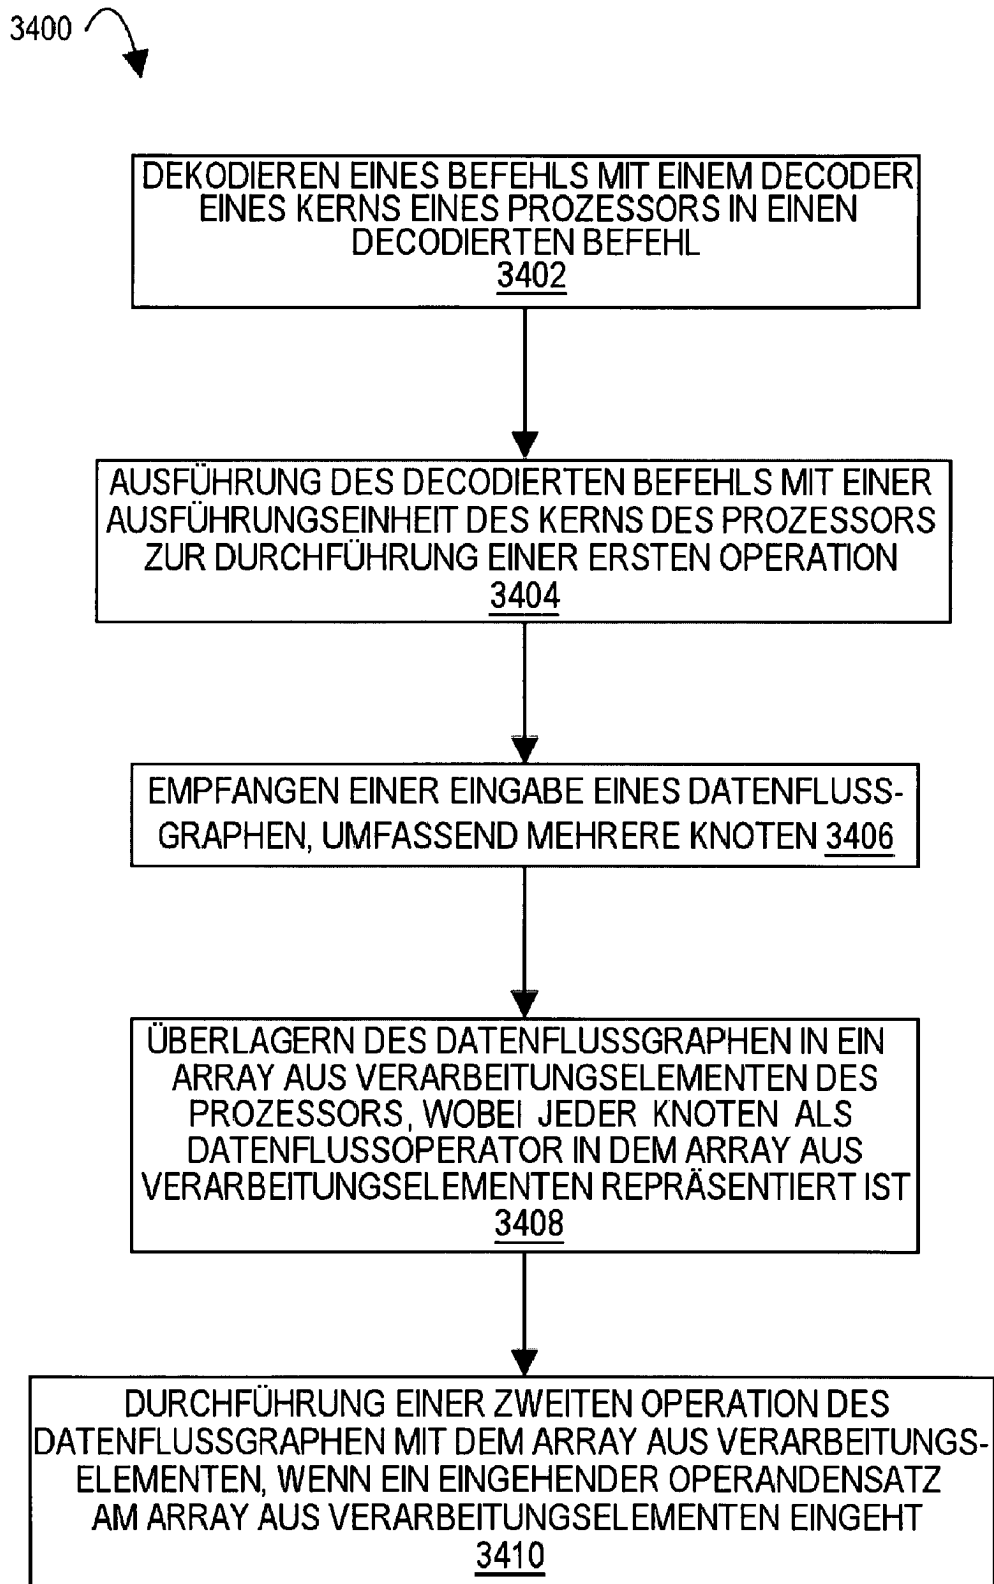 3400
DEKODIEREN EINES BEFEHLS MIT EINEM DECODER
EINES KERNS EINES PROZESSORS IN EINEN
DECODIERTEN BEFEHL
3402
AUSFÜHRUNG DES DECODIERTEN BEFEHLS MIT EINER
AUSFÜHRUNGSEINHEIT DES KERNS DES PROZESSORS
ZUR DURCHFÜHRUNG EINER ERSTEN OPERATION
3404
EMPFANGEN EINER EINGABE EINES DATENFLUSS-
GRAPHEN, UMFASSEND MEHRERE KNOTEN 3406
ÜBERLAGERN DES DATENFLUSSGRAPHEN IN EIN
ARRAY AUS VERARBEITUNGSELEMENTEN DES
PROZESSORS, WOBEI JEDER KNOTEN ALS
DATENFLUSSOPERATOR IN DEM ARRAY AUS
VERARBEITUNGSELEMENTEN REPRÄSENTIERT IST
3408
DURCHFÜHRUNG EINER ZWEITEN OPERATION DES
DATENFLUSSGRAPHEN MIT DEM ARRAY AUS VERARBEITUNGS-
ELEMENTEN, WENN EIN EINGEHENDER OPERANDENSATZ
AM ARRAY AUS VERARBEITUNGSELEMENTEN EINGEHT
3410